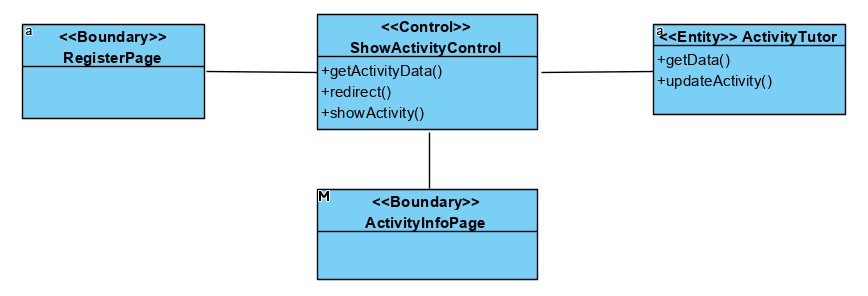 a
<<Boundary>>
RegisterPage
<<Control>>
ShowActivityControl
+getActivityData()
+redirect()
+showActivity()
a
<<Entity>> ActivityTutor
+getData()
+updateActivity()
M
<<Boundary>>
ActivityInfoPage